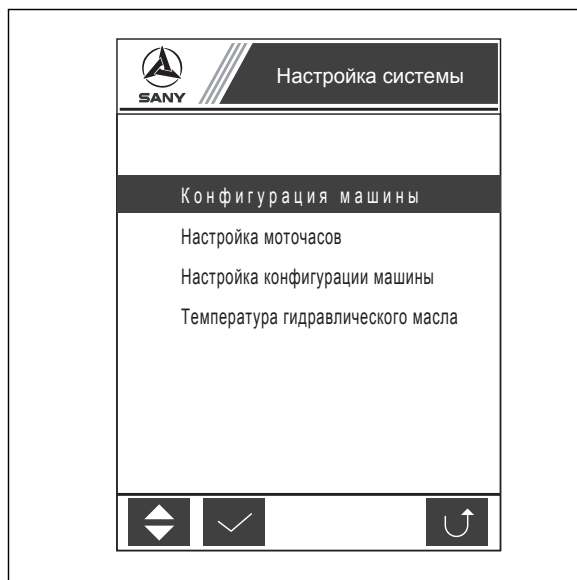 SANY
Настройка системы
Конфигурация машины
Настройка моточасов
Настройка конфигурации машины
Температура гидравлического масла